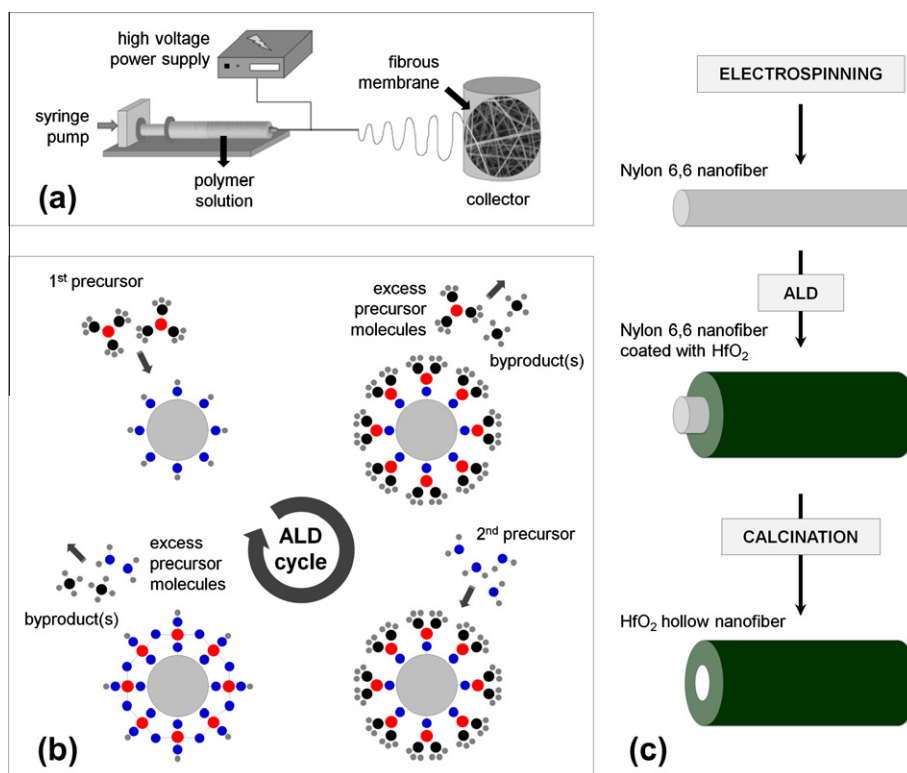 high voltage
power supply
fibrous
membrane
syringe
pump
polymer
solution
collector
(a)
1st precursor
excess
precursor
molecules
byproduct(s)
ALD
cycle
excess
precursor
molecules
byproduct(s)
2nd precursor
(b)
ELECTROSPINNING
Nylon 6,6 nanofiber
ALD
Nylon 6,6 nanofiber
coated with HfO2
CALCINATION
HfO2 hollow nanofiber
(c)